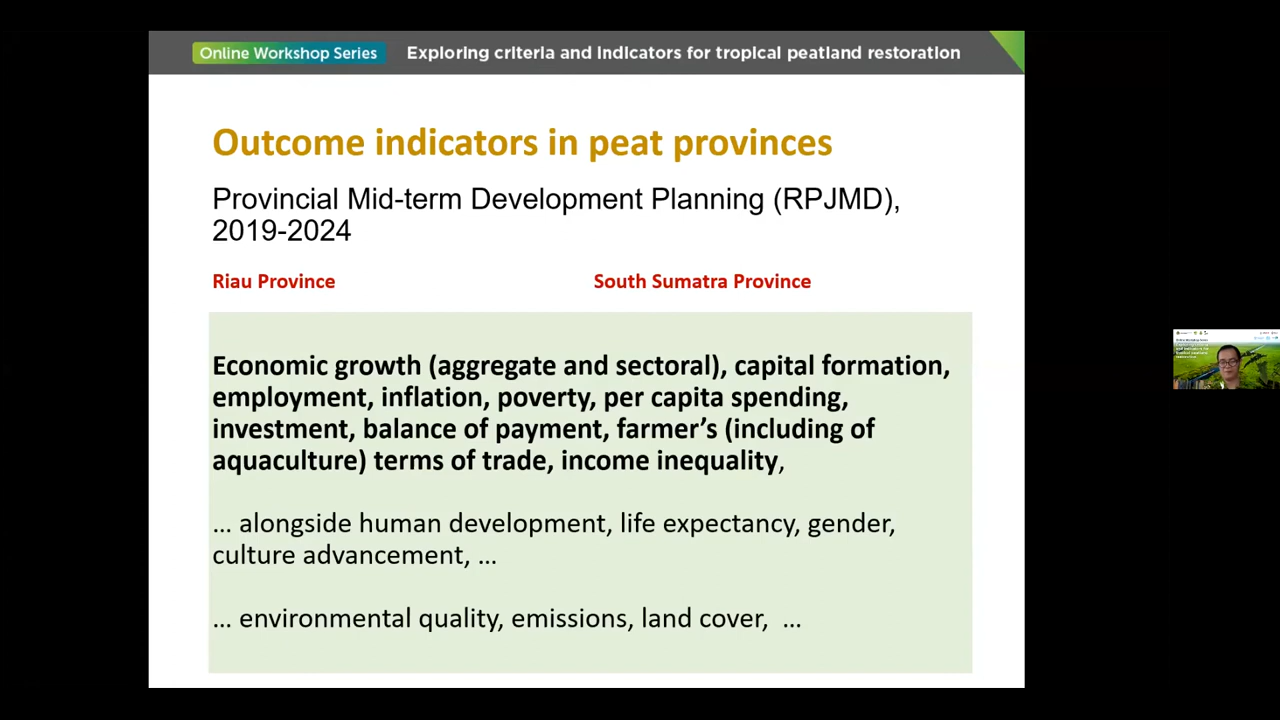 Online Workshop Series Exploring criteria and indicators for tropical peatland restoration
Outcome indicators in peat provinces
Provincial Mid-term Development Planning (RPJMD),
2019-2024
Riau Province South Sumatra Province
Economic growth (aggregate and sectoral), capital formation,
employment, inflation, poverty, per capita spending,
investment, balance of payment, farmer’s (including of
aquaculture) terms of trade, income inequality,
... alongside human development, life expectancy, gender,
culture advancement, ...
... environmental quality, emissions, land cover, ...